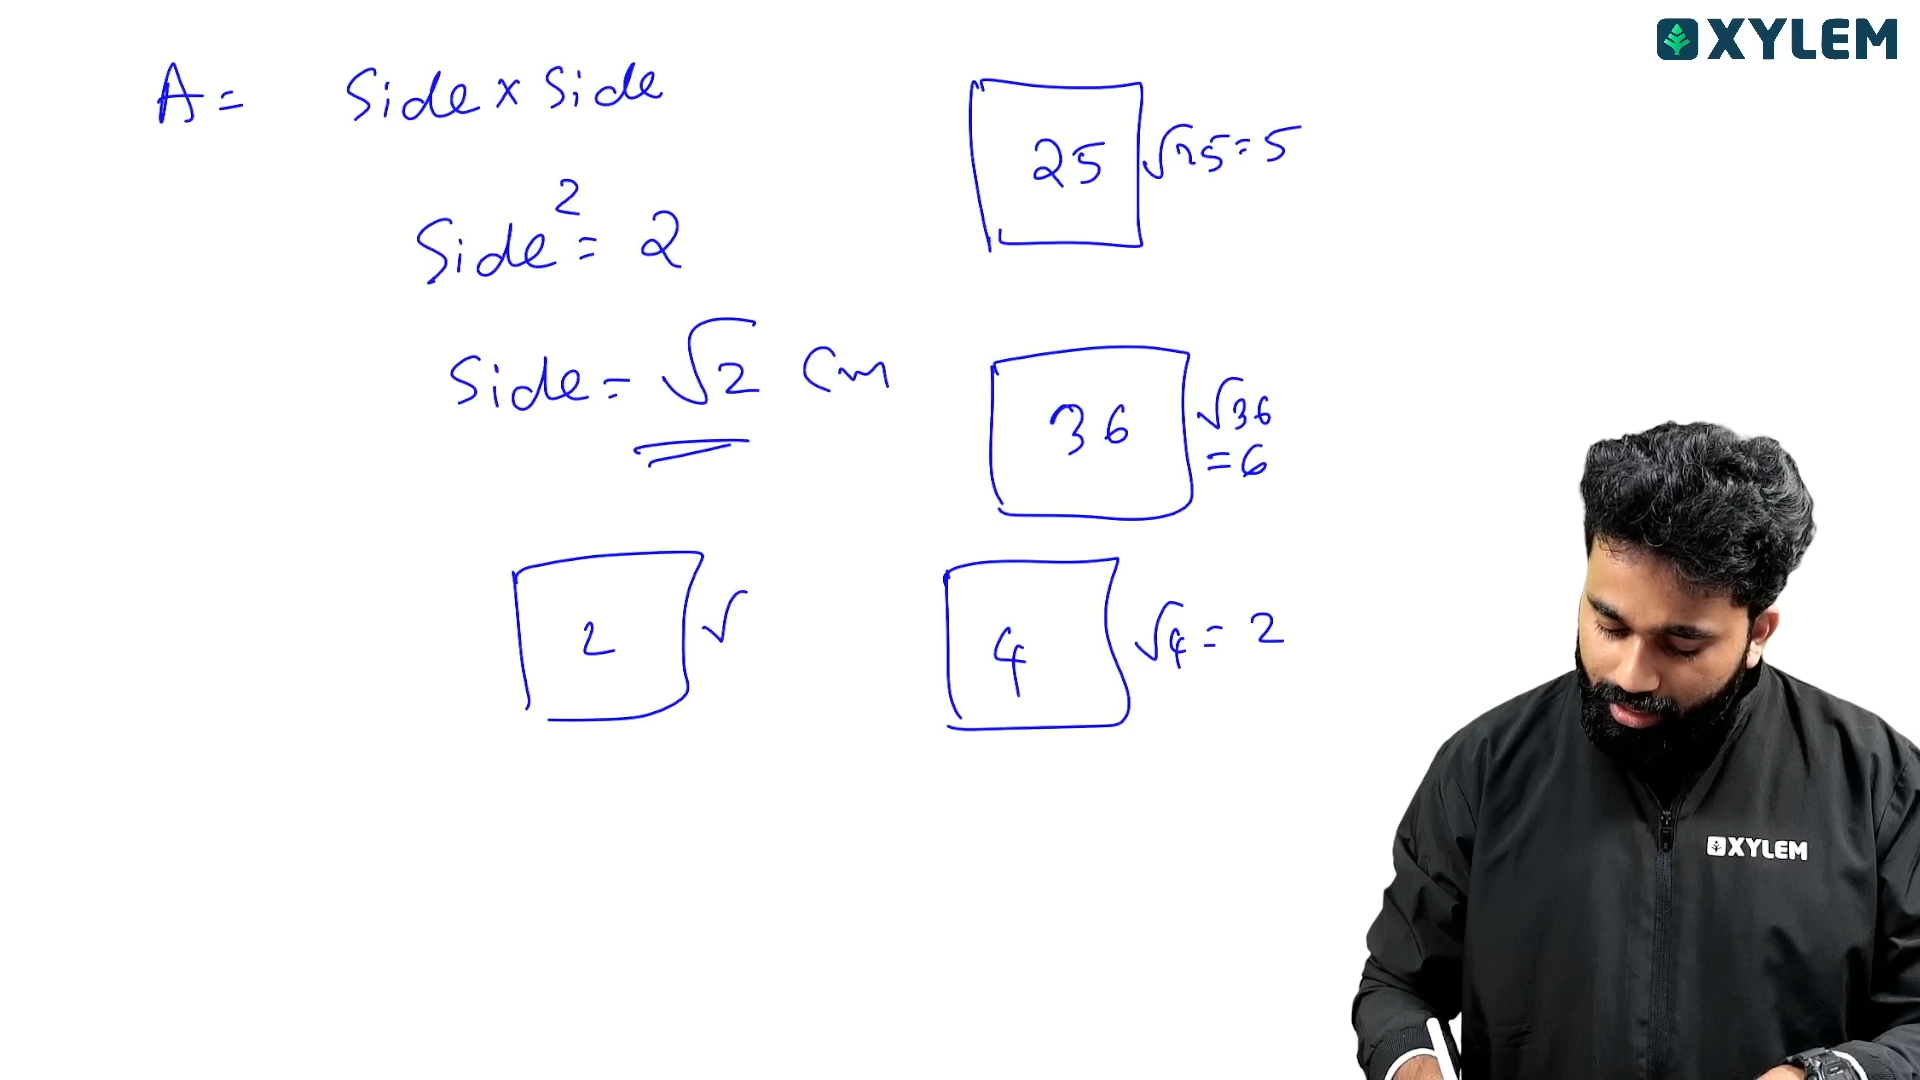 XYLEM
A = Side × Side
Side² = 2
Side = √2 cm
25 √25 = 5
36 √36
= 6
2 √
4 √4 = 2
XYLEM